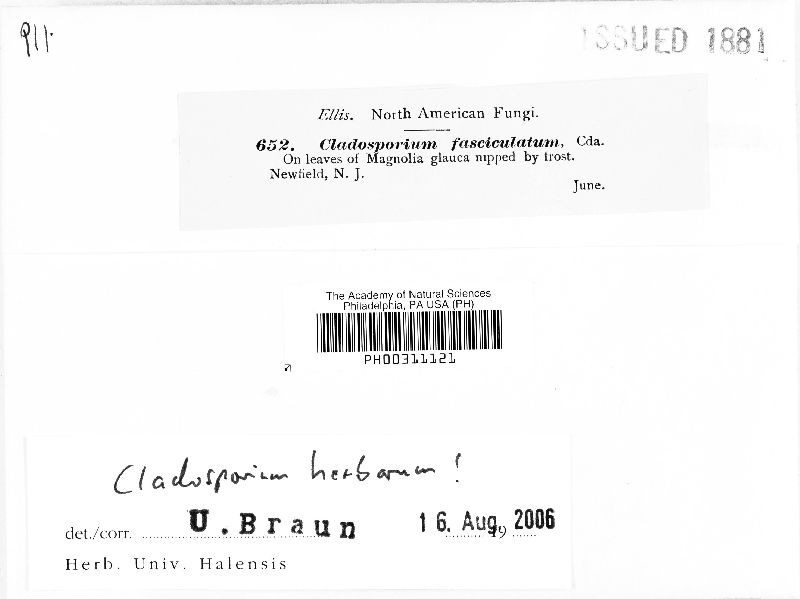 ISSUED 1881
Ellis. North American Fungi.
652. Cladosporium fasciculatum, Cda.
On leaves of Magnolia glauca nipped by frost.
Newfield, N. J.
June.
The Academy of Natural Sciences
Philadelphia, PA USA (PH)
PH00311121
Cladosporium herbarum !
det./corr. U. Braun 16. Aug. 2006
Herb. Univ. Halensis